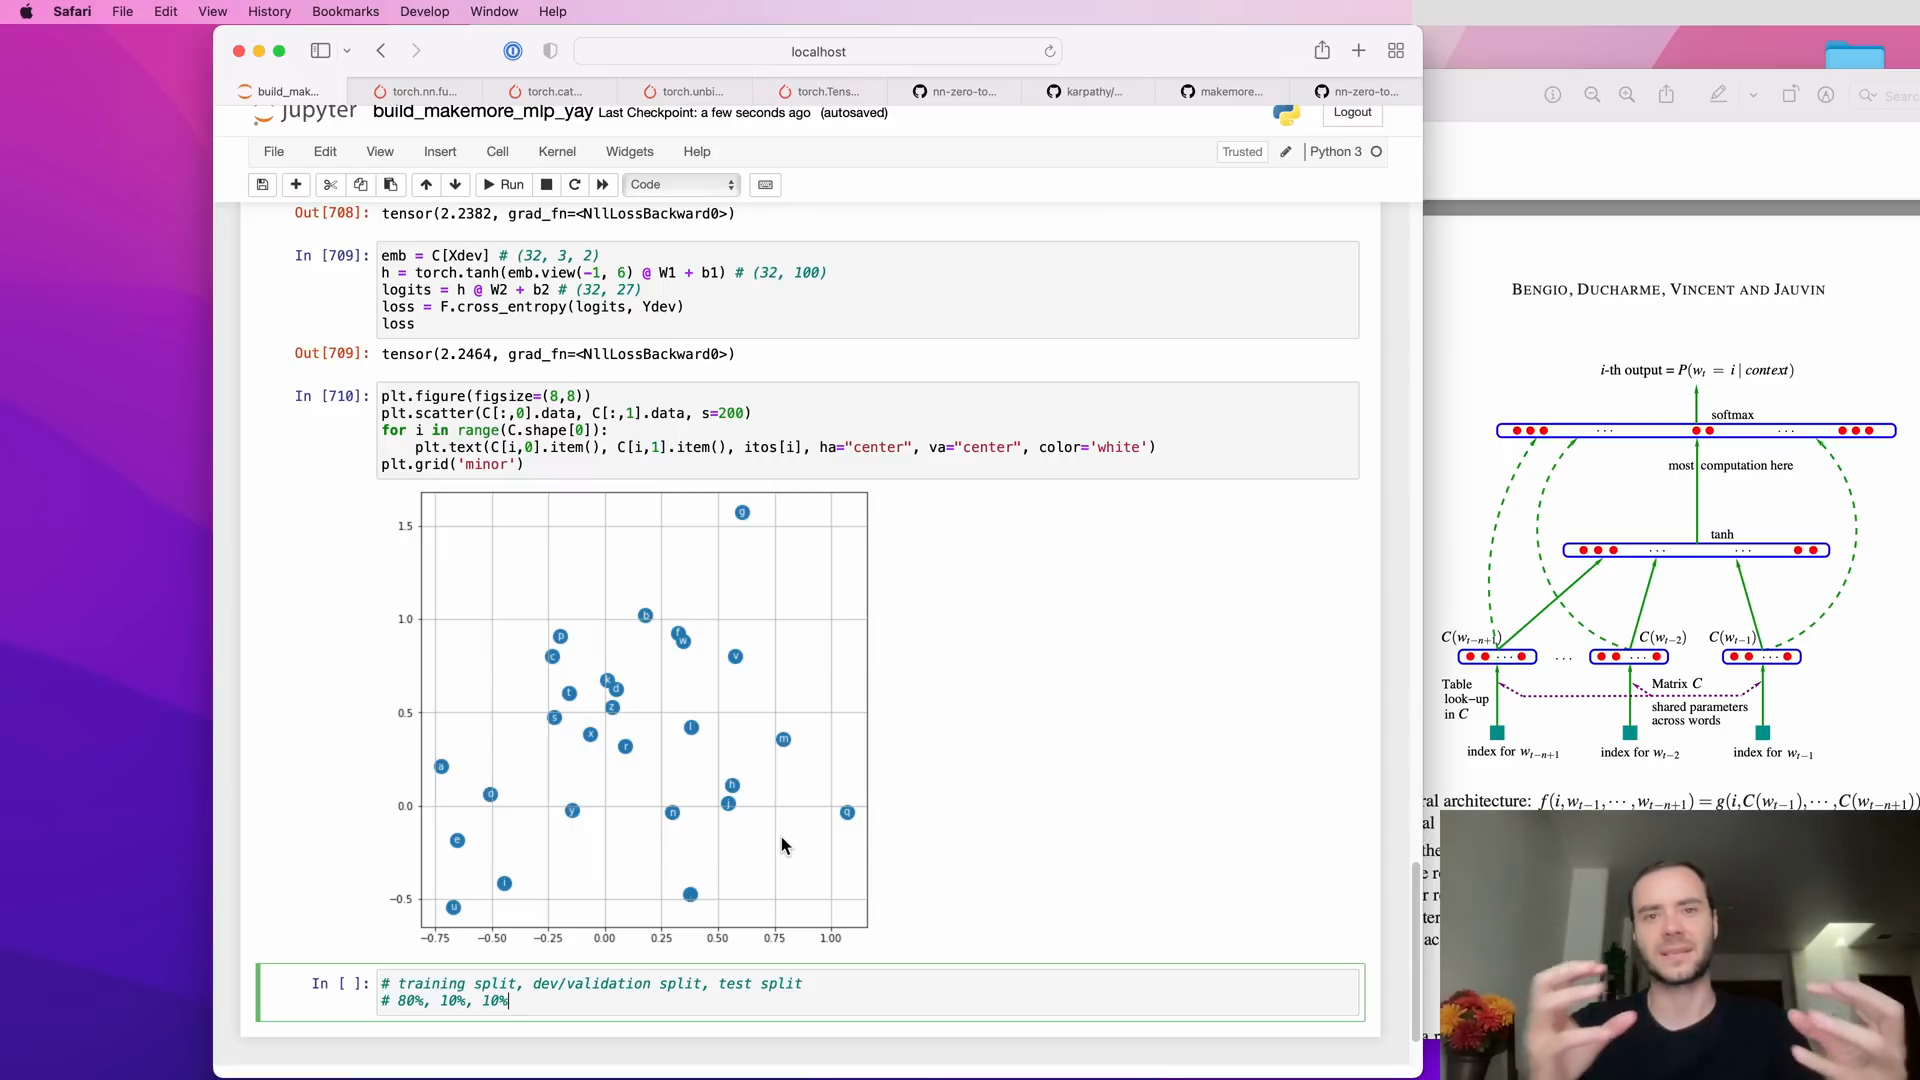 Safari File Edit View History Bookmarks Develop Window Help
localhost
build_mak... torch.nn.fu... torch.cat... torch.unbi... torch.Tens... nn-zero-to... karpathy/... makemore... nn-zero-to...
jupyter build_makemore_mlp_yay Last Checkpoint: a few seconds ago (autosaved) Logout
File Edit View Insert Cell Kernel Widgets Help Trusted Python 3
Run Code
Out[708]: tensor(2.2382, grad_fn=<NllLossBackward0>)
In [709]: emb = C[Xdev] # (32, 3, 2)
h = torch.tanh(emb.view(-1, 6) @ W1 + b1) # (32, 100)
logits = h @ W2 + b2 # (32, 27)
loss = F.cross_entropy(logits, Ydev)
loss
Out[709]: tensor(2.2464, grad_fn=<NllLossBackward0>)
In [710]: plt.figure(figsize=(8,8))
plt.scatter(C[:,0].data, C[:,1].data, s=200)
for i in range(C.shape[0]):
plt.text(C[i,0].item(), C[i,1].item(), itos[i], ha="center", va="center", color='white')
plt.grid('minor')
g
1.5
b
1.0
f
p
w
c
v
k
d
t
z
0.5
s
l
x
m
r
a
h
o
j
0.0
y
n
q
e
i
−0.5
u
−0.75 −0.50 −0.25 0.00 0.25 0.50 0.75 1.00
In [ ]: # training split, dev/validation split, test split
# 80%, 10%, 10%
Search
BENGIO, DUCHARME, VINCENT AND JAUVIN
i-th output = P(w_t = i | context)
softmax
most computation here
tanh
C(w_{t−n+1}) C(w_{t−2}) C(w_{t−1})
Table look−up in C
Matrix C
shared parameters
across words
index for w_{t−n+1} index for w_{t−2} index for w_{t−1}
ral architecture: f(i,w_{t−1},⋯,w_{t−n+1}) = g(i,C(w_{t−1}),⋯,C(w_{t−n+1}))